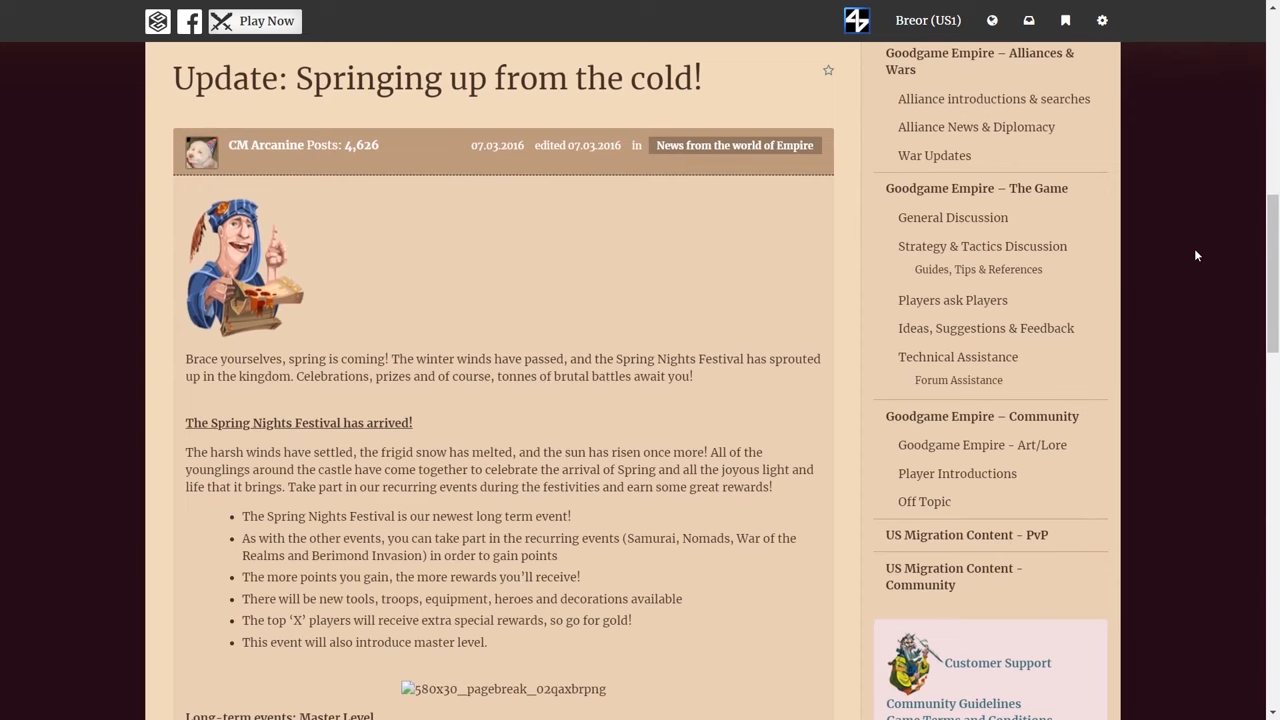 Play Now
Breor (US1)
Update: Springing up from the cold!
CM Arcanine Posts: 4,626
07.03.2016 edited 07.03.2016 in News from the world of Empire
Brace yourselves, spring is coming! The winter winds have passed, and the Spring Nights Festival has sprouted
up in the kingdom. Celebrations, prizes and of course, tonnes of brutal battles await you!
The Spring Nights Festival has arrived!
The harsh winds have settled, the frigid snow has melted, and the sun has risen once more! All of the
younglings around the castle have come together to celebrate the arrival of Spring and all the joyous light and
life that it brings. Take part in our recurring events during the festivities and earn some great rewards!
• The Spring Nights Festival is our newest long term event!
• As with the other events, you can take part in the recurring events (Samurai, Nomads, War of the
Realms and Berimond Invasion) in order to gain points
• The more points you gain, the more rewards you’ll receive!
• There will be new tools, troops, equipment, heroes and decorations available
• The top ‘X’ players will receive extra special rewards, so go for gold!
• This event will also introduce master level.
580x30_pagebreak_02qaxbrpng
Long-term events: Master Level
Goodgame Empire – Alliances &
Wars
Alliance introductions & searches
Alliance News & Diplomacy
War Updates
Goodgame Empire – The Game
General Discussion
Strategy & Tactics Discussion
Guides, Tips & References
Players ask Players
Ideas, Suggestions & Feedback
Technical Assistance
Forum Assistance
Goodgame Empire – Community
Goodgame Empire - Art/Lore
Player Introductions
Off Topic
US Migration Content - PvP
US Migration Content -
Community
Customer Support
Community Guidelines
Game Terms and Conditions